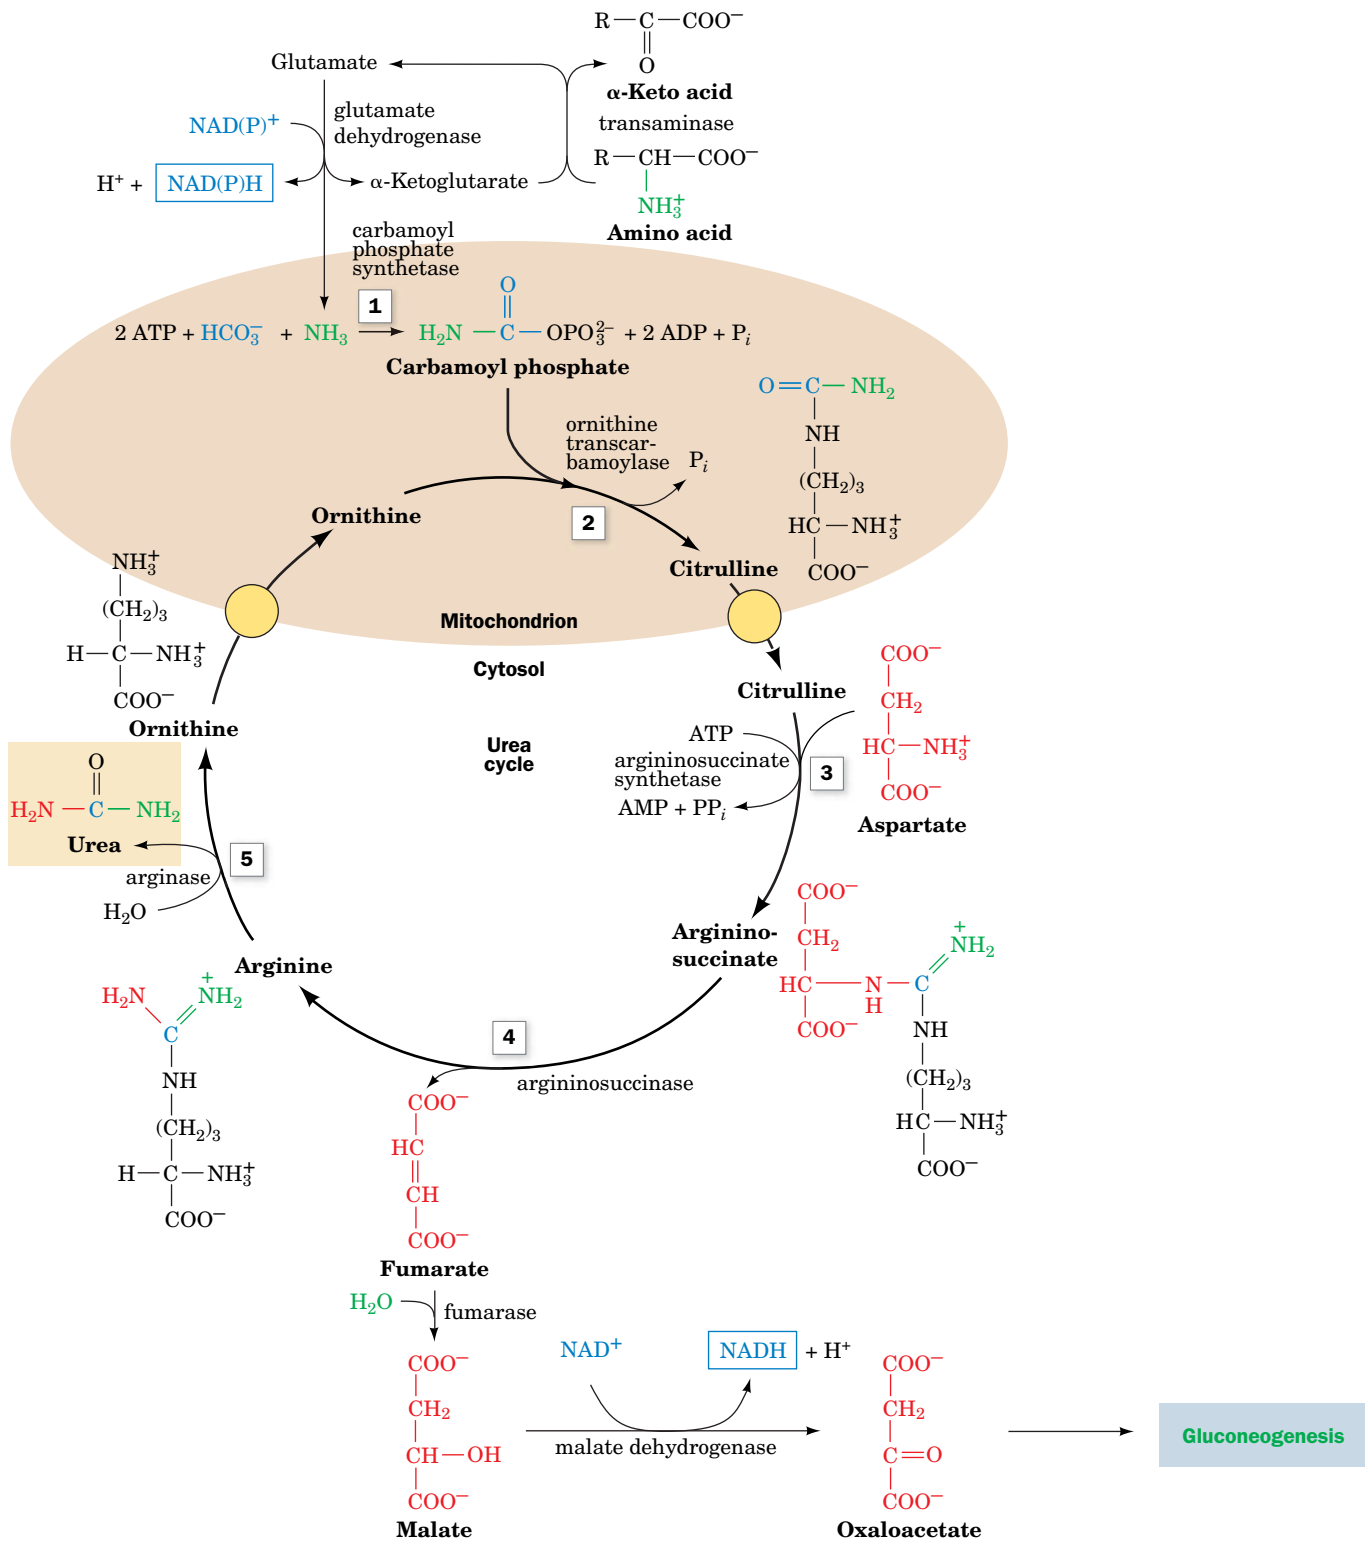 R—C—COO⁻
O
α-Keto acid
Glutamate
glutamate
dehydrogenase
NAD(P)⁺
transaminase
H⁺ + NAD(P)H
α-Ketoglutarate
R—CH—COO⁻
NH₃⁺
Amino acid
carbamoyl
phosphate
synthetase
1
O
2 ATP + HCO₃⁻ + NH₃ → H₂N—C—OPO₃²⁻ + 2 ADP + Pᵢ
Carbamoyl phosphate
O=C—NH₂
NH
(CH₂)₃
HC—NH₃⁺
COO⁻
ornithine
transcar-
bamoylase
Pᵢ
2
Ornithine
Citrulline
Mitochondrion
Cytosol
NH₃⁺
(CH₂)₃
H—C—NH₃⁺
COO⁻
Ornithine
Urea
cycle
Citrulline
ATP
argininosuccinate
synthetase
AMP + PPᵢ
3
COO⁻
CH₂
HC—NH₃⁺
COO⁻
Aspartate
O
H₂N—C—NH₂
Urea
5
arginase
H₂O
Arginino-
succinate
COO⁻
CH₂
HC—N—C
H
COO⁻
+
NH₂
NH
(CH₂)₃
HC—NH₃⁺
COO⁻
Arginine
+
H₂N NH₂
C
NH
(CH₂)₃
H—C—NH₃⁺
COO⁻
4
argininosuccinase
COO⁻
HC
CH
COO⁻
Fumarate
H₂O
fumarase
COO⁻
CH₂
CH—OH
COO⁻
Malate
NAD⁺
NADH + H⁺
malate dehydrogenase
COO⁻
CH₂
C=O
COO⁻
Oxaloacetate
Gluconeogenesis